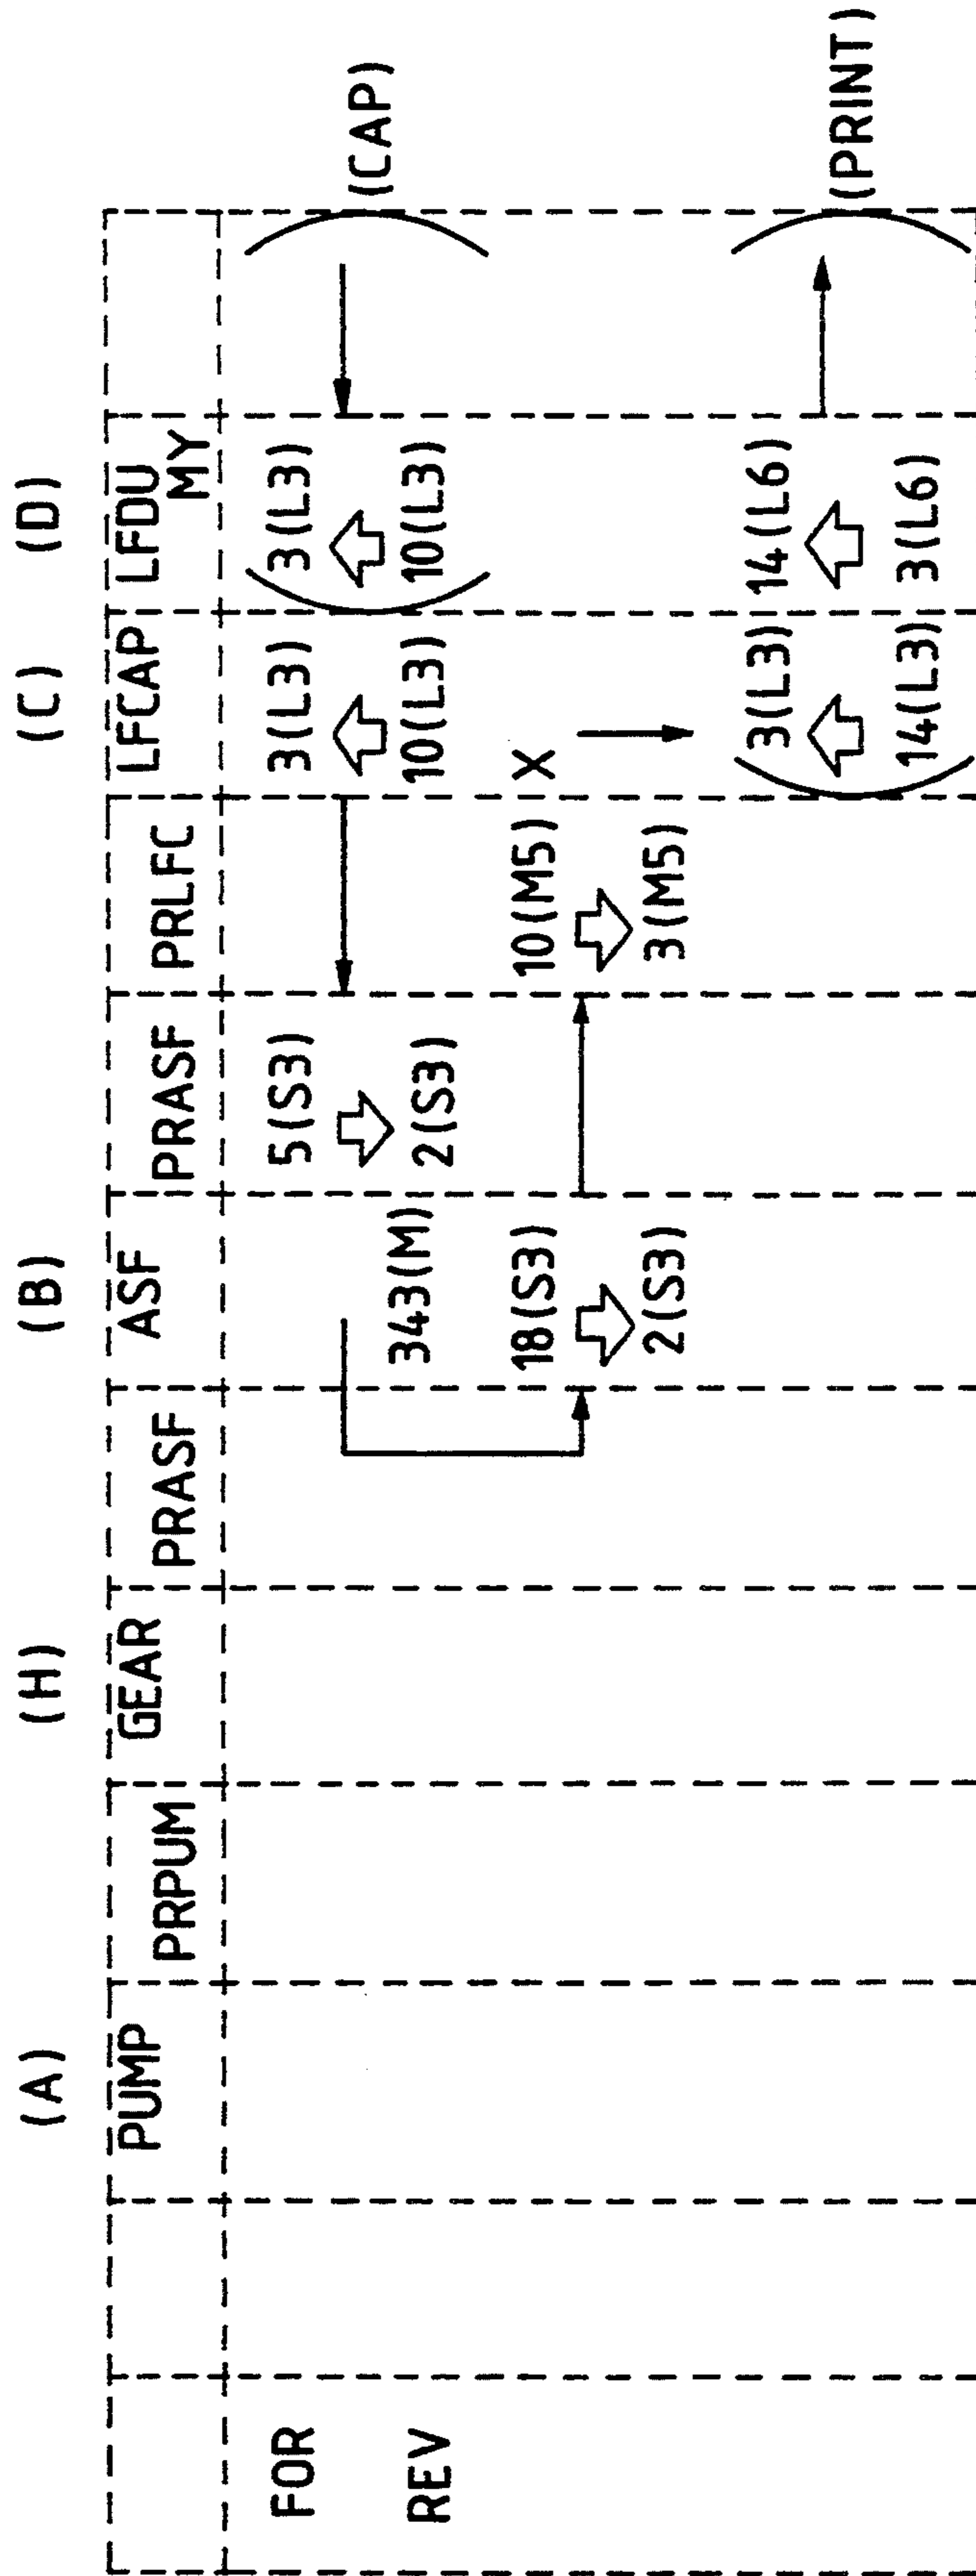 (A) (H) (B) (C) (D)
PUMP PRPUM GEAR PRASF ASF PRASF PRLFC LFCAP LFDU
MY
FOR 5(S3) 3(L3) 3(L3) (CAP)
REV 343(M) 2(S3) 10(L3) 10(L3)
18(S3) 10(M5) X
2(S3) 3(M5)
3(L3) 14(L6) (PRINT)
14(L3) 3(L6)